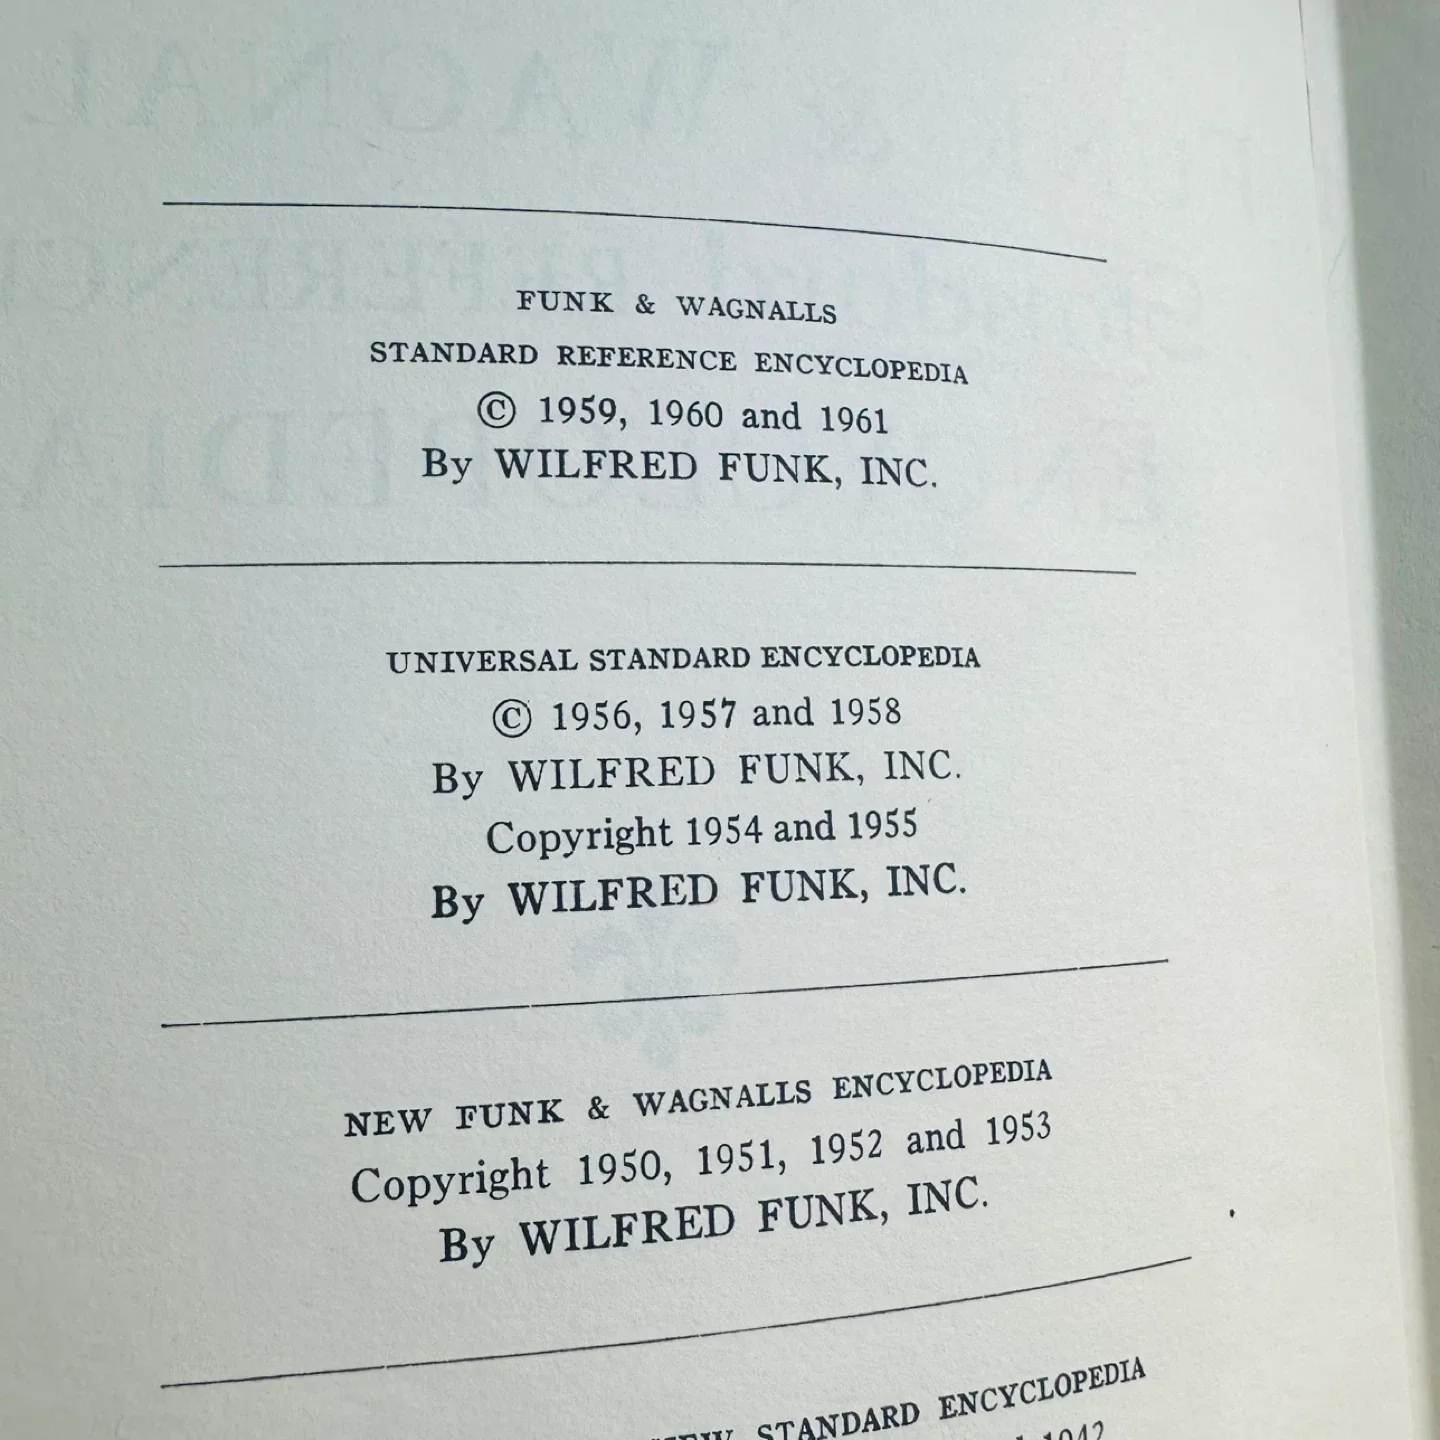 FUNK & WAGNALLS
STANDARD REFERENCE ENCYCLOPEDIA
© 1959, 1960 and 1961
By WILFRED FUNK, INC.
UNIVERSAL STANDARD ENCYCLOPEDIA
© 1956, 1957 and 1958
By WILFRED FUNK, INC.
Copyright 1954 and 1955
By WILFRED FUNK, INC.
NEW FUNK & WAGNALLS ENCYCLOPEDIA
Copyright 1950, 1951, 1952 and 1953
By WILFRED FUNK, INC.
NEW STANDARD ENCYCLOPEDIA
1942